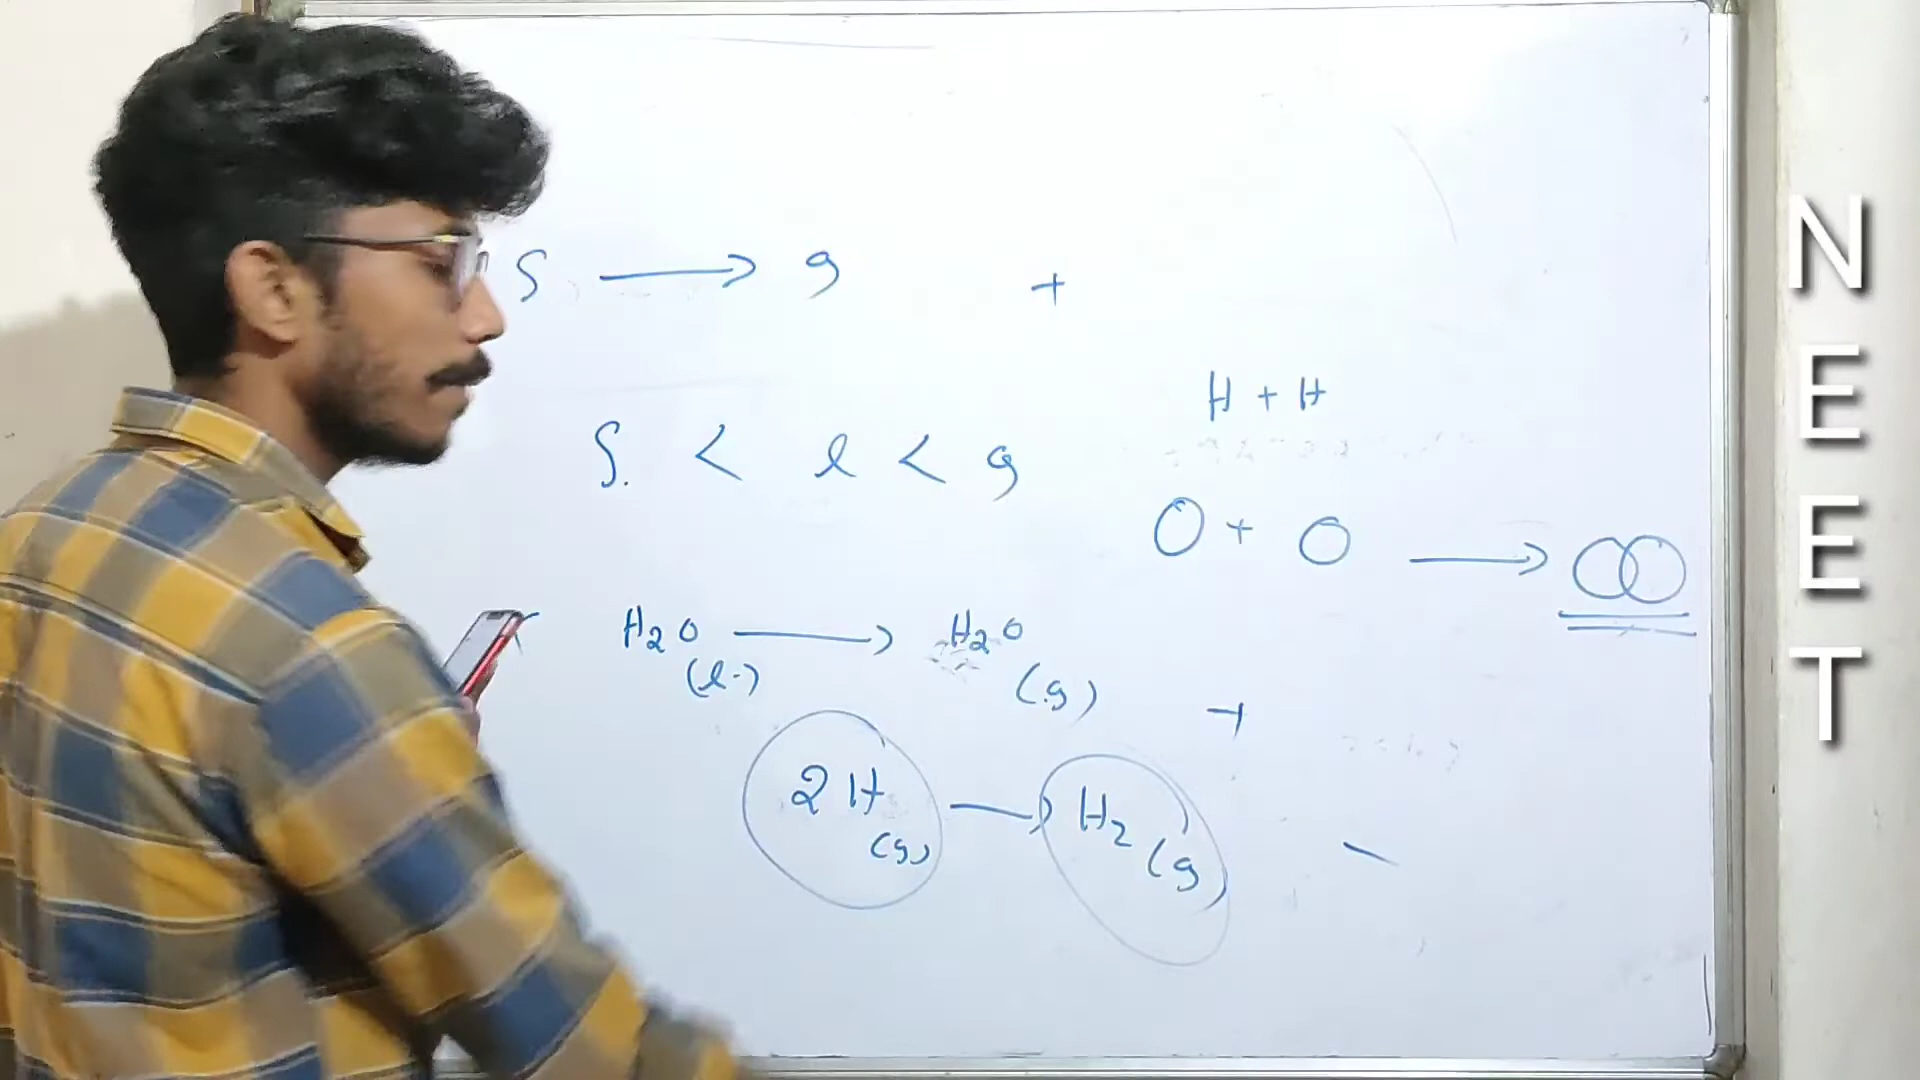 S ⟶ g +
H + H
S. < l < g
O + O ⟶
H₂O (l.) ⟶ H₂O (g) +
2H (g) ⟶ H₂ (g) -
NEET